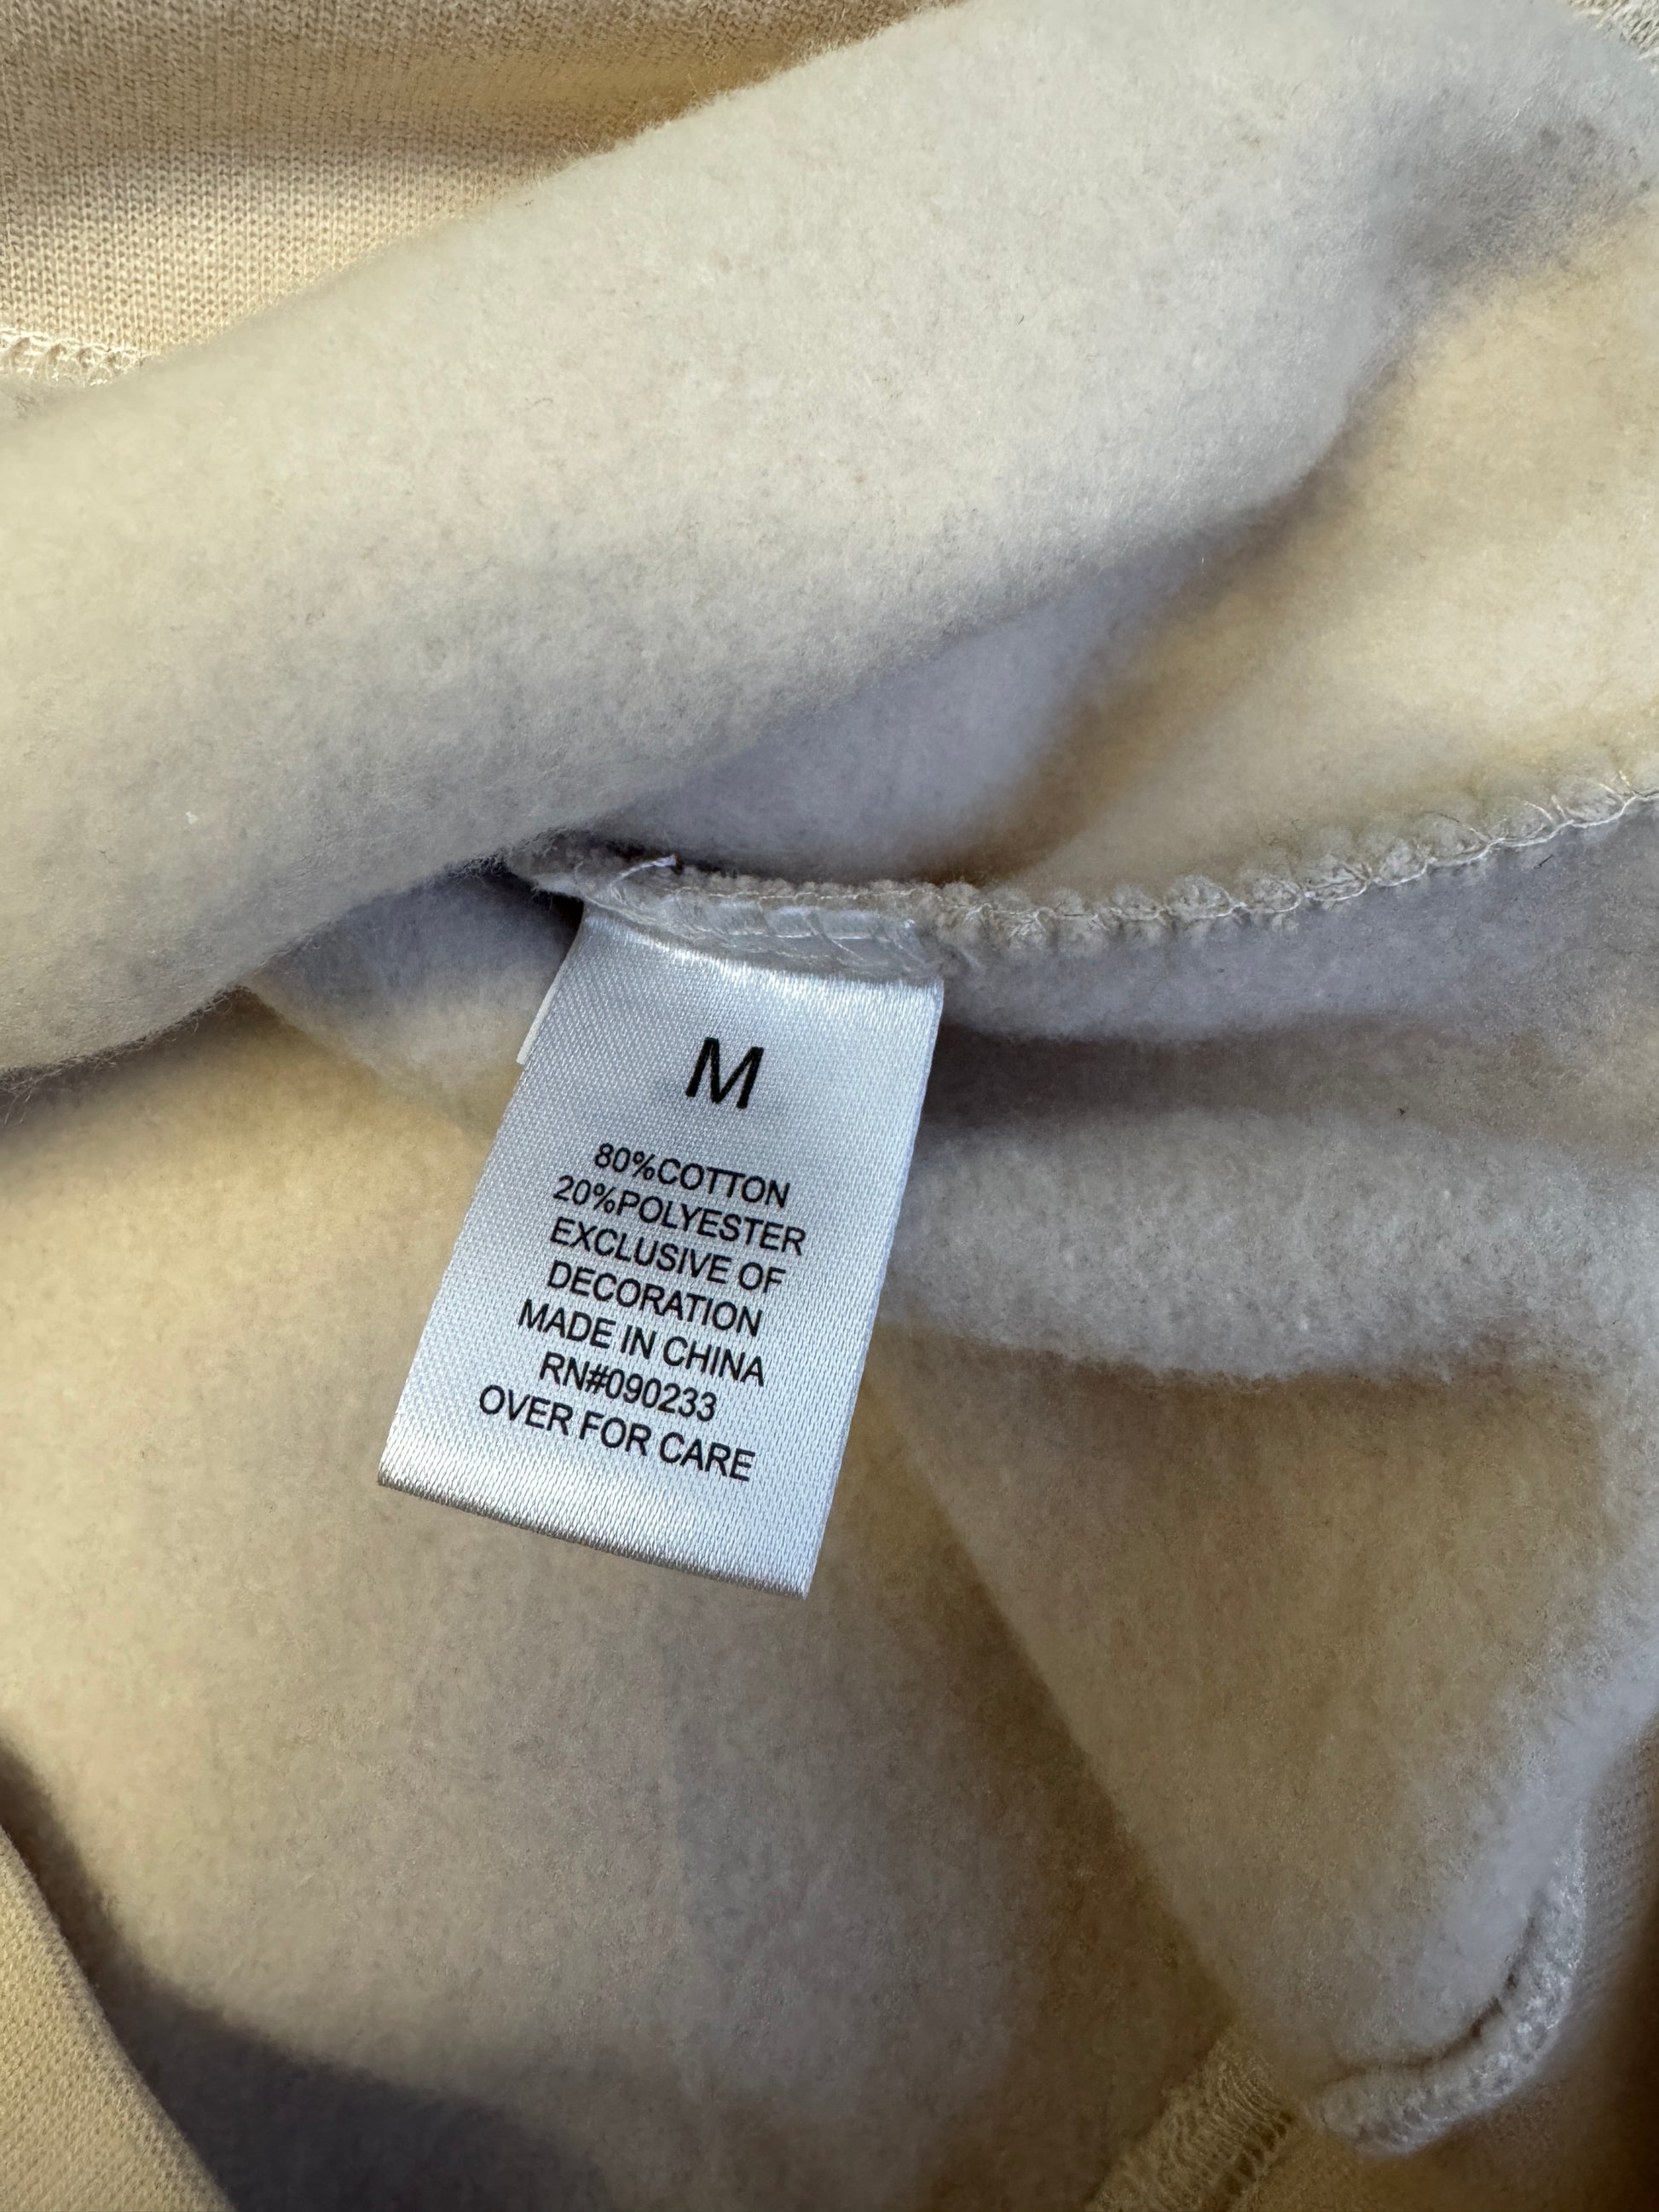 M
80%COTTON
20%POLYESTER
EXCLUSIVE OF
DECORATION
MADE IN CHINA
RN#090233
OVER FOR CARE